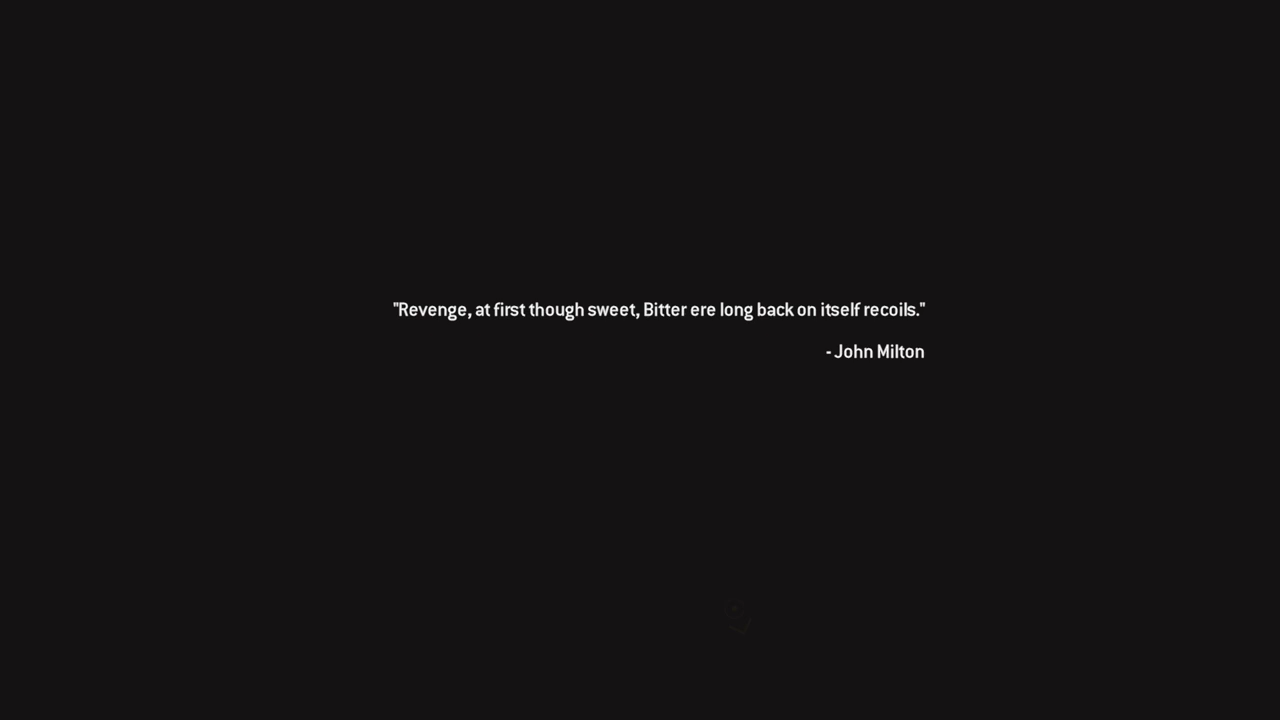 "Revenge, at first though sweet, Bitter ere long back on itself recoils."
- John Milton